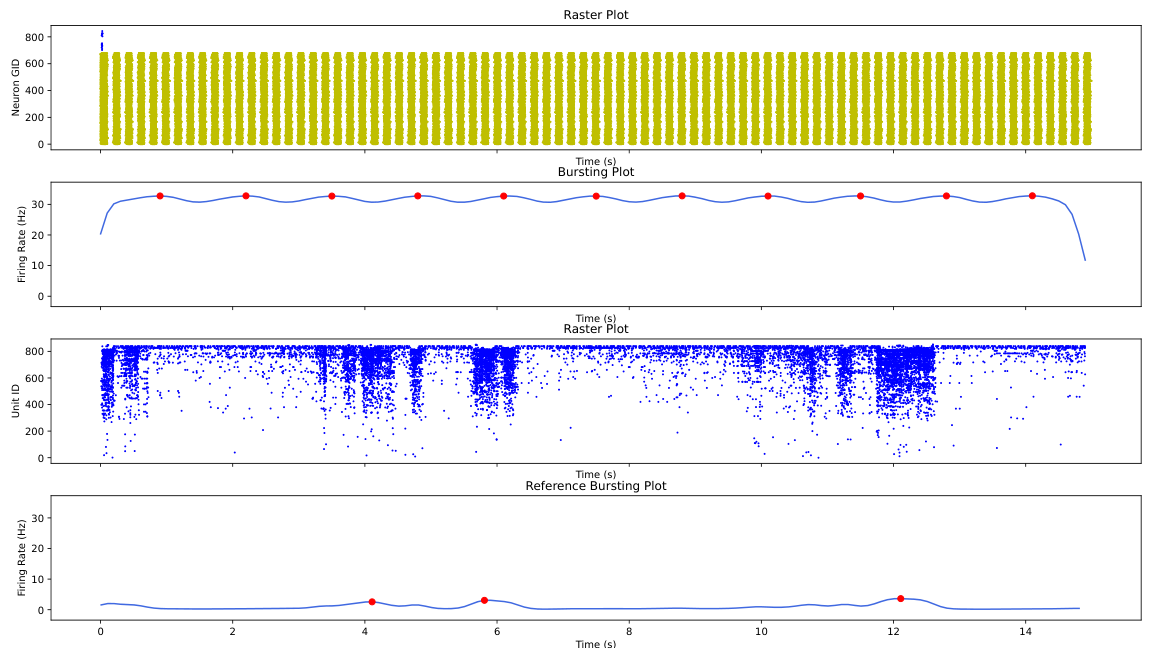 Raster Plot
Neuron GID
800
600
400
200
0
Time (s)
Bursting Plot
Firing Rate (Hz)
30
20
10
0
Time (s)
Raster Plot
Unit ID
800
600
400
200
0
Time (s)
Reference Bursting Plot
Firing Rate (Hz)
30
20
10
0
0 2 4 6 8 10 12 14
Time (s)